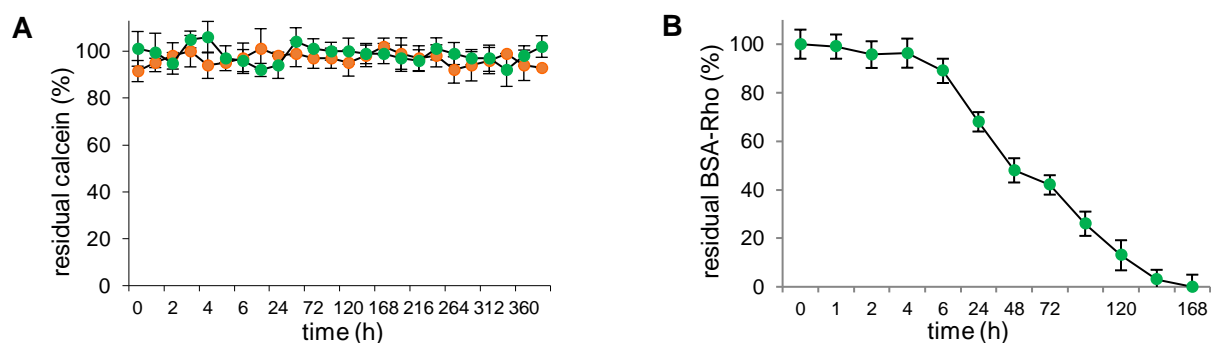 A
residual calcein (%)
100
80
60
40
20
0
0 2 4 6 24 72 120 168 216 264 312 360
time (h)
B
residual BSA-Rho (%)
100
80
60
40
20
0
0 1 2 4 6 24 48 72 120 168
time (h)